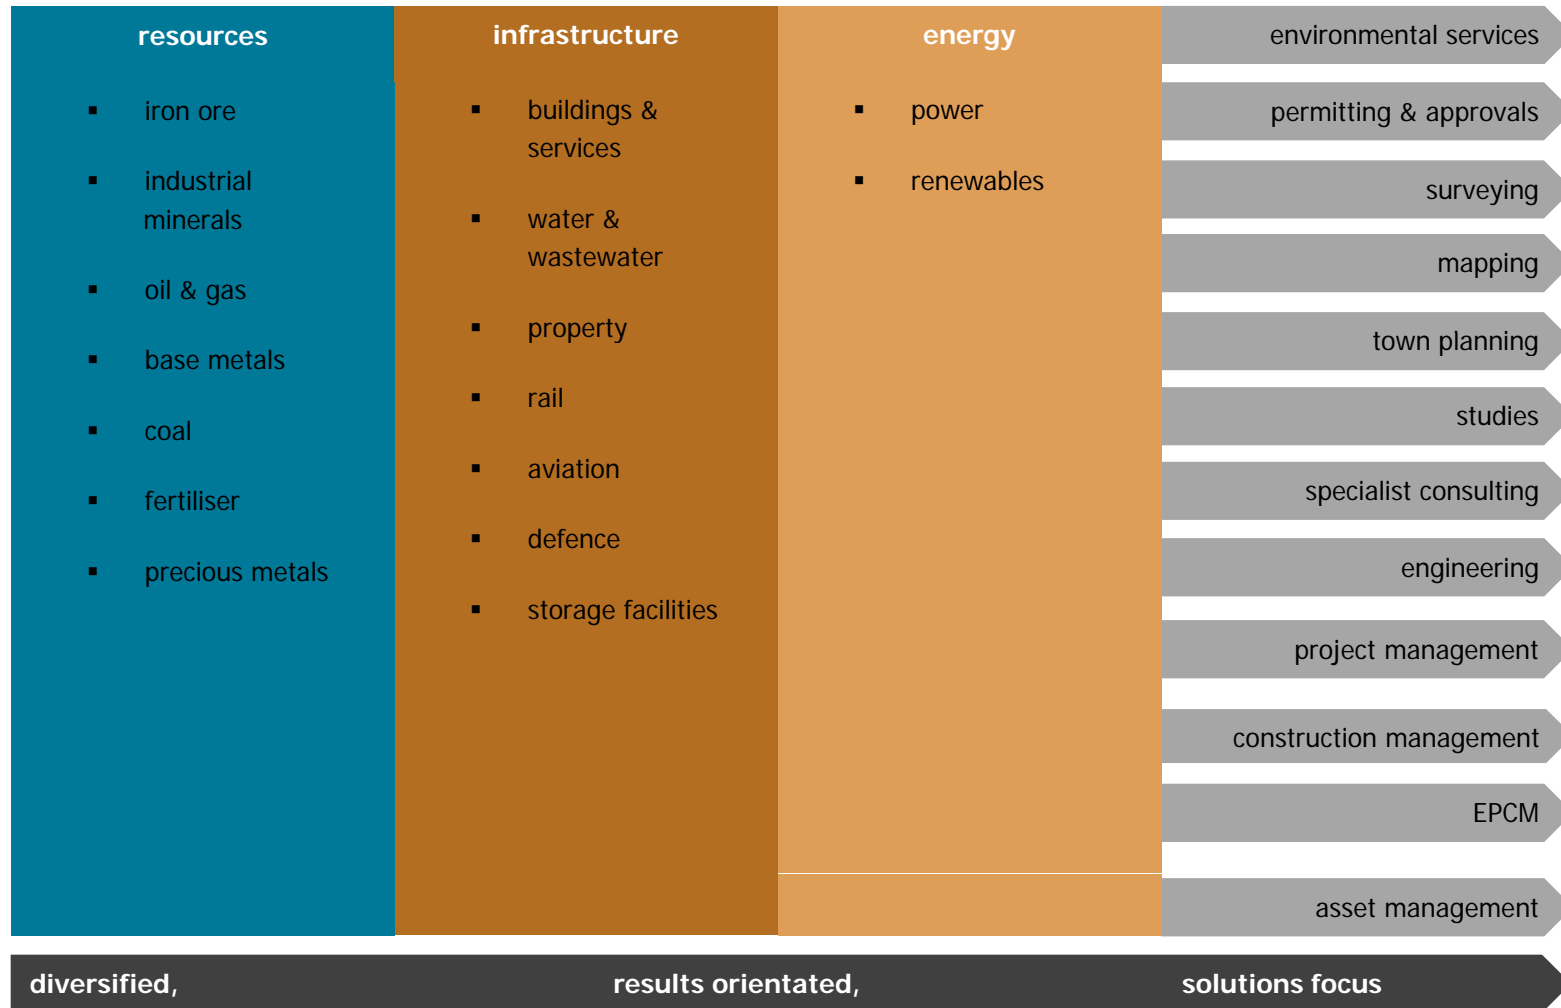 resources
iron ore
industrial
minerals
oil & gas
base metals
coal
fertiliser
precious metals
infrastructure
buildings &
services
water &
wastewater
property
rail
aviation
defence
storage facilities
energy
power
renewables
environmental services
permitting & approvals
surveying
mapping
town planning
studies
specialist consulting
engineering
project management
construction management
EPCM
asset management
diversified, results orientated, solutions focus